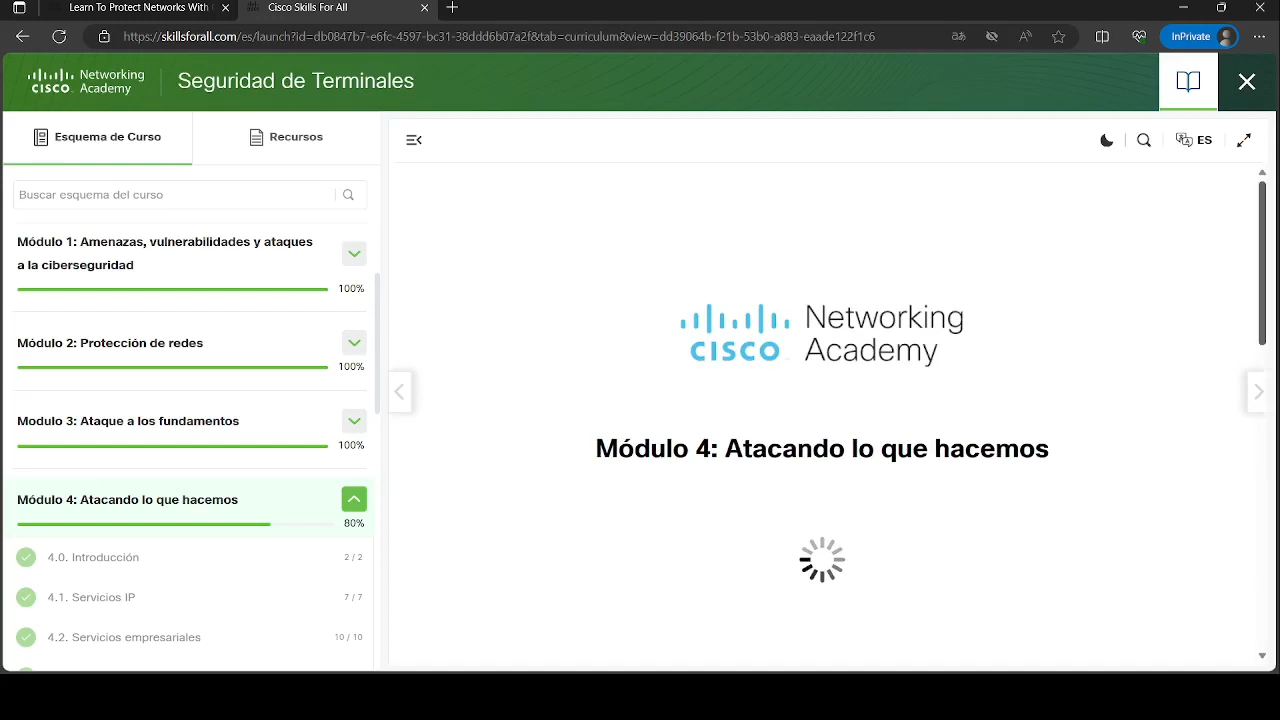 Learn To Protect Networks With
Cisco Skills For All
https://skillsforall.com/es/launch?id=db0847b7-e6fc-4597-bc31-38ddd6b07a2f&tab=curriculum&view=dd39064b-f21b-53b0-a883-eaade122f1c6
InPrivate
CISCO Networking Academy
Seguridad de Terminales
Esquema de Curso
Recursos
ES
Buscar esquema del curso
Módulo 1: Amenazas, vulnerabilidades y ataques
a la ciberseguridad
100%
Módulo 2: Protección de redes
100%
Modulo 3: Ataque a los fundamentos
100%
Módulo 4: Atacando lo que hacemos
80%
4.0. Introducción 2 / 2
4.1. Servicios IP 7 / 7
4.2. Servicios empresariales 10 / 10
CISCO Networking
Academy
Módulo 4: Atacando lo que hacemos